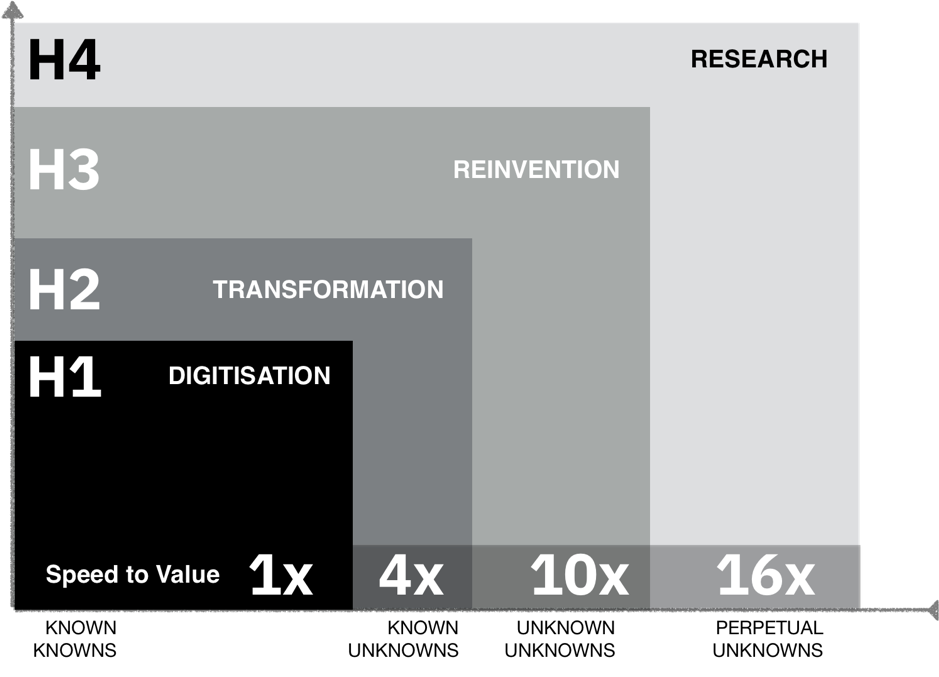 H4
RESEARCH
H3
REINVENTION
H2
TRANSFORMATION
H1
DIGITISATION
Speed to Value
1x
4x
10x
16x
KNOWN
KNOWNS
KNOWN
UNKNOWNS
UNKNOWN
UNKNOWNS
PERPETUAL
UNKNOWNS